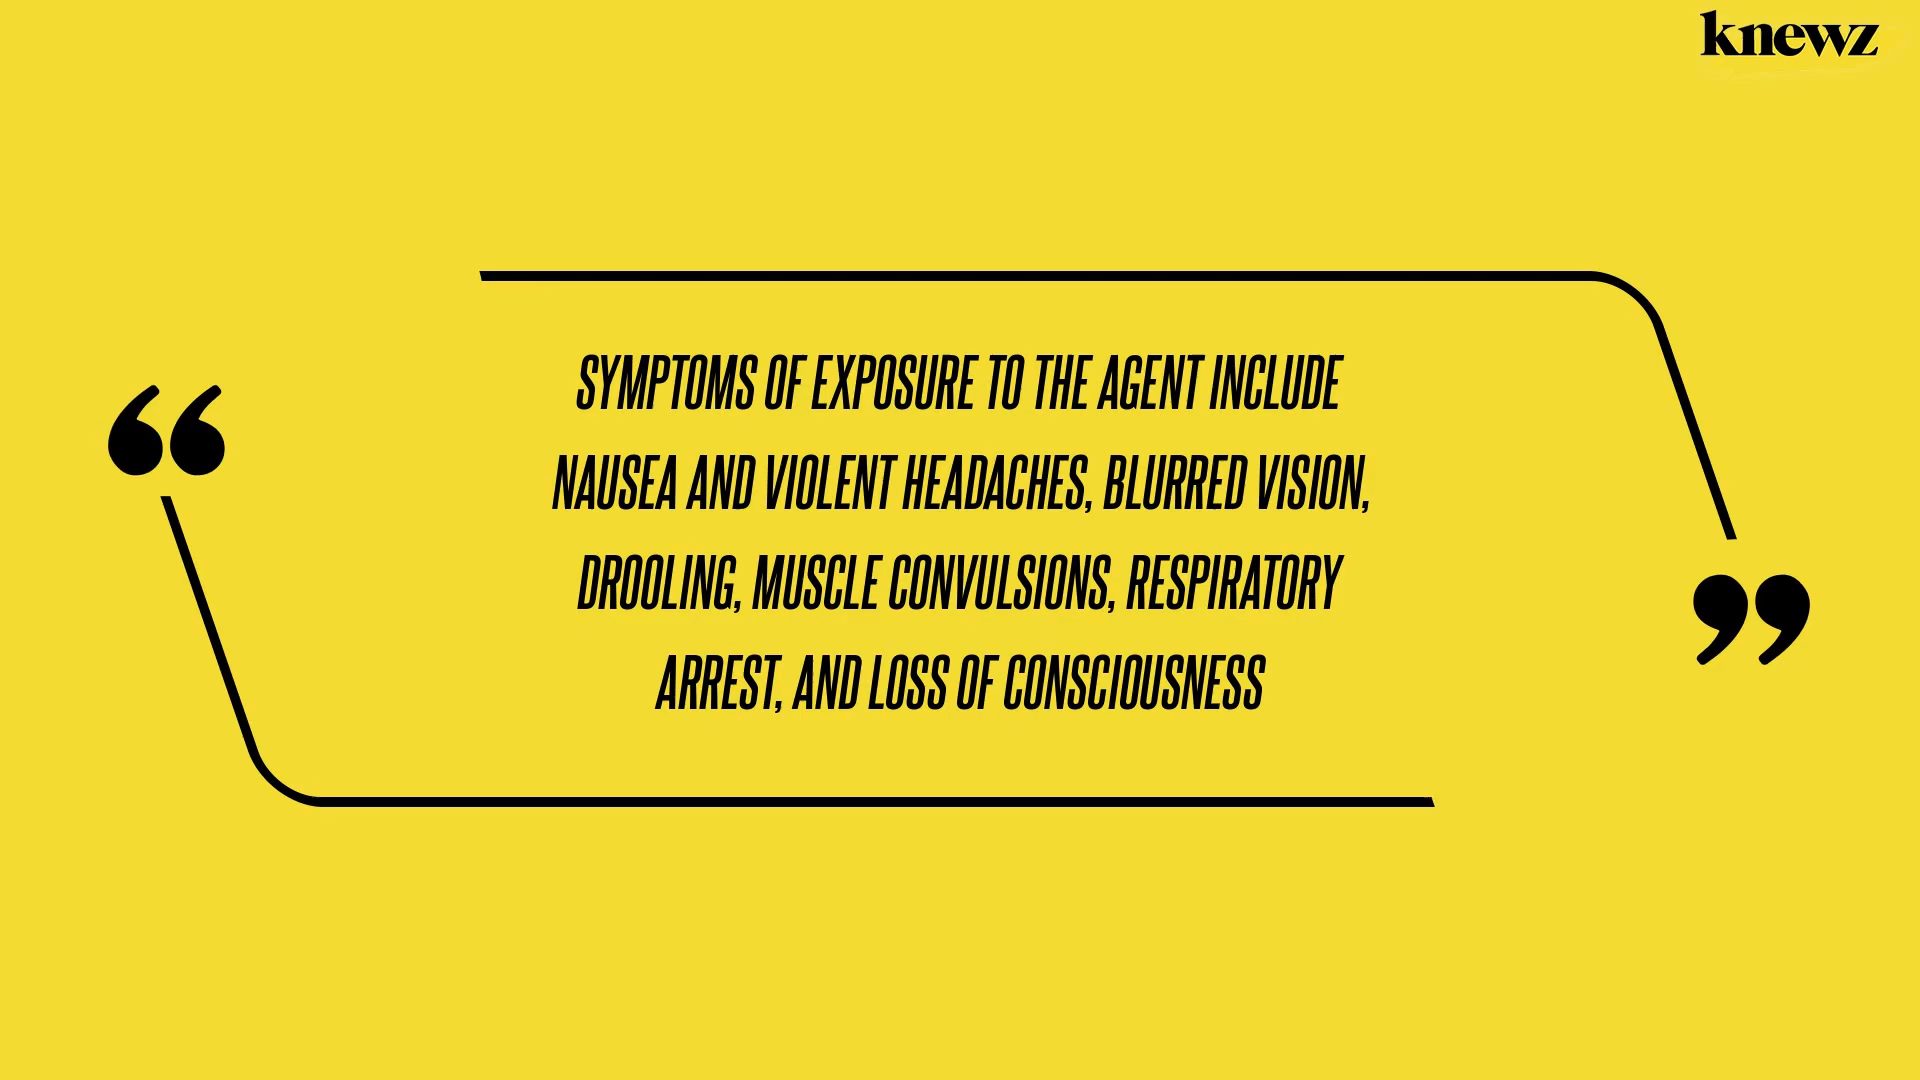 knewz
SYMPTOMS OF EXPOSURE TO THE AGENT INCLUDE
NAUSEA AND VIOLENT HEADACHES, BLURRED VISION,
DROOLING, MUSCLE CONVULSIONS, RESPIRATORY
ARREST, AND LOSS OF CONSCIOUSNESS